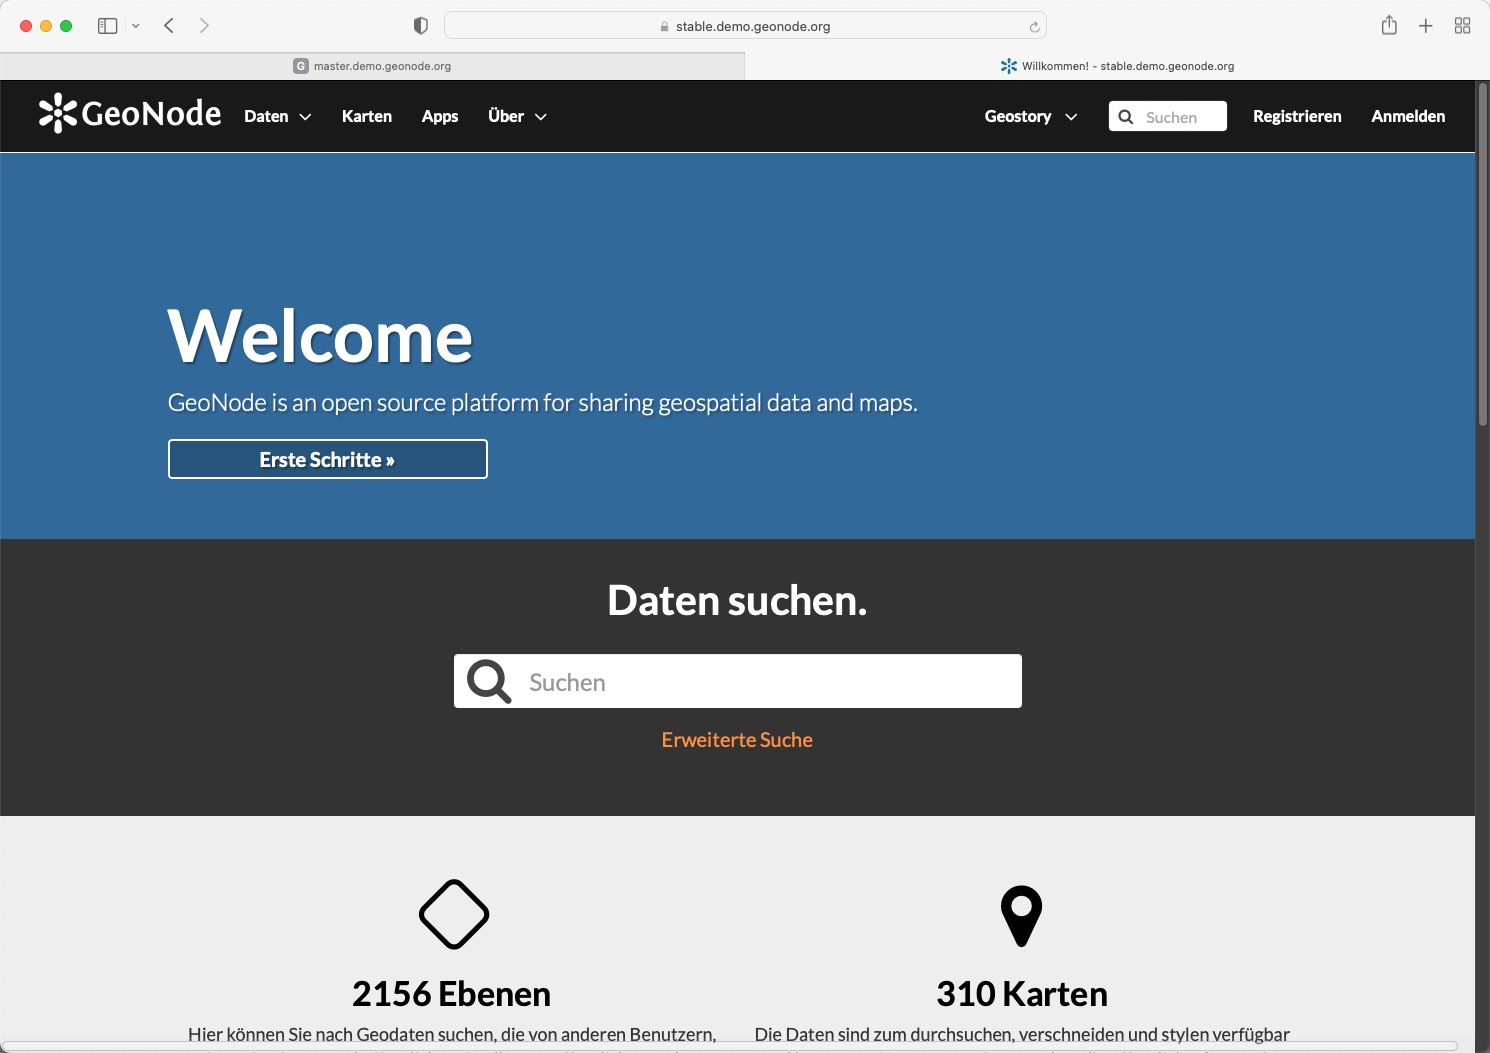 stable.demo.geonode.org
G master.demo.geonode.org
Willkommen! - stable.demo.geonode.org
GeoNode Daten Karten Apps Über Geostory Suchen Registrieren Anmelden
Welcome
GeoNode is an open source platform for sharing geospatial data and maps.
Erste Schritte »
Daten suchen.
Suchen
Erweiterte Suche
2156 Ebenen
310 Karten
Hier können Sie nach Geodaten suchen, die von anderen Benutzern,
Die Daten sind zum durchsuchen, verschneiden und stylen verfügbar